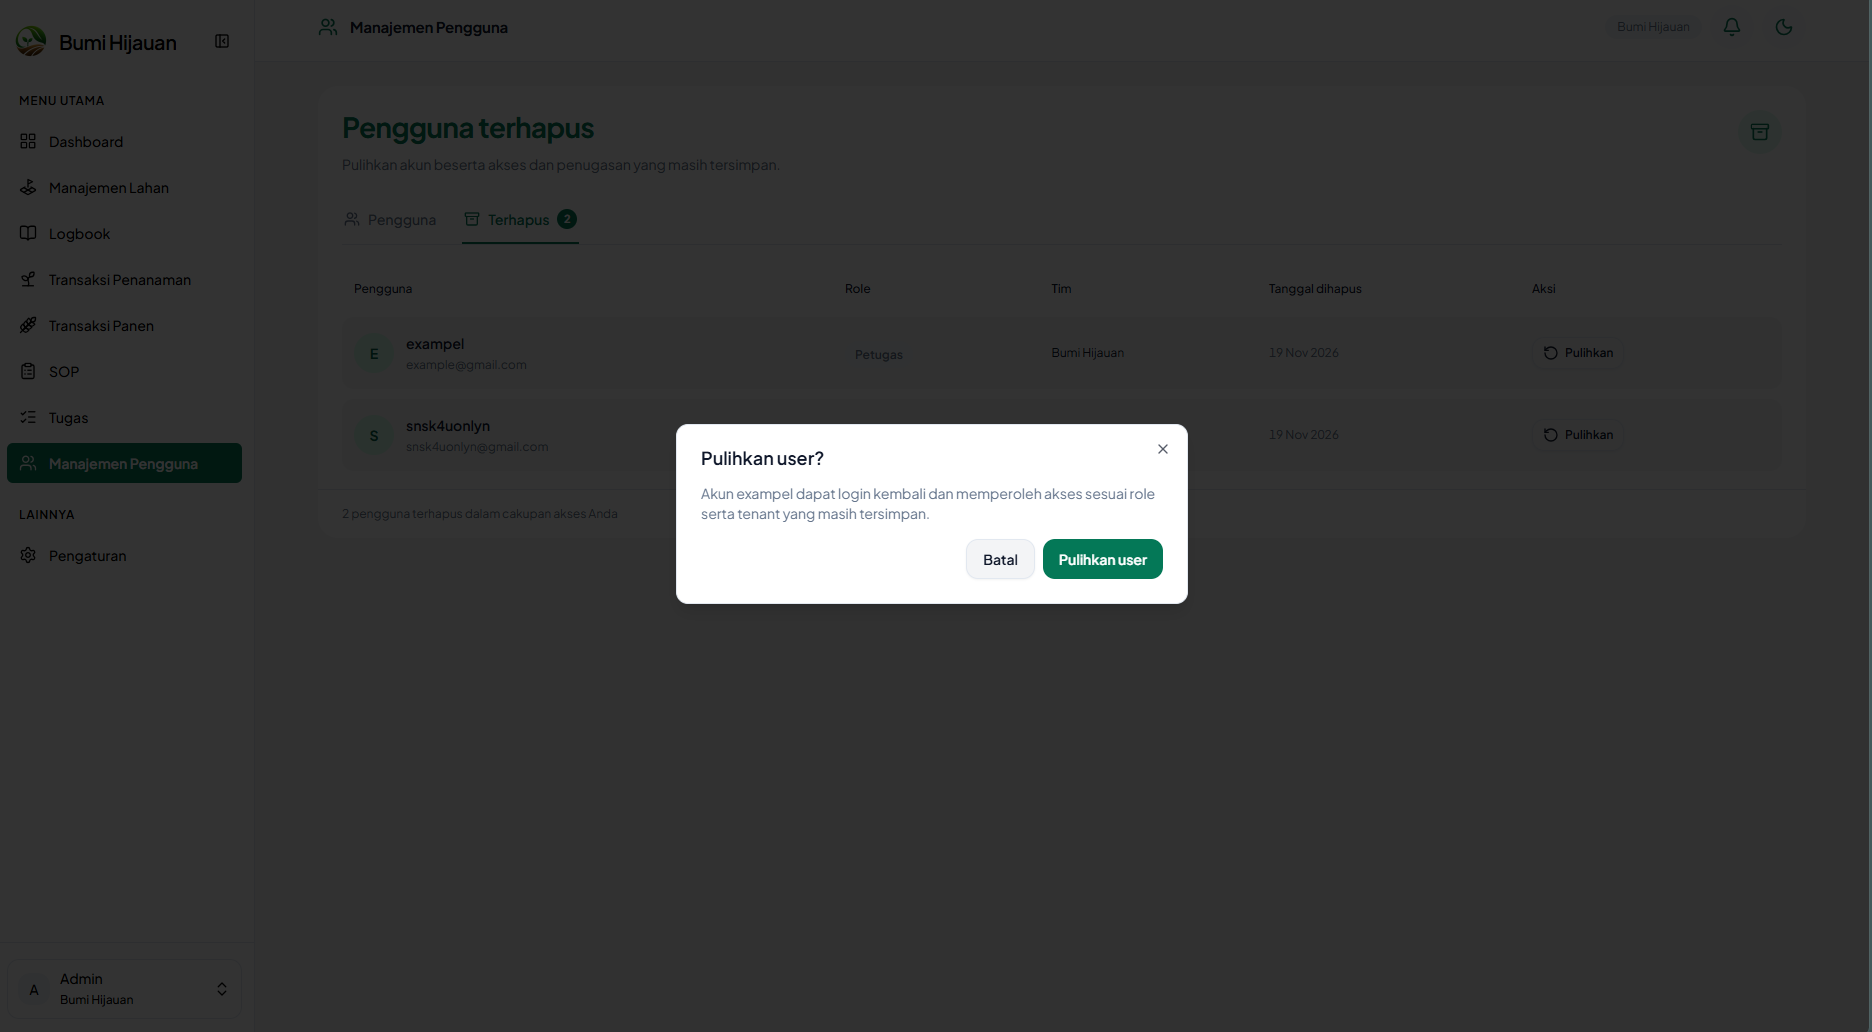 Bumi Hijauan
Manajemen Pengguna
Bumi Hijauan
MENU UTAMA
Dashboard
Manajemen Lahan
Logbook
Transaksi Penanaman
Transaksi Panen
SOP
Tugas
Manajemen Pengguna
LAINNYA
Pengaturan
Pengguna terhapus
Pulihkan akun beserta akses dan penugasan yang masih tersimpan.
Pengguna
Terhapus 2
Pengguna Role Tim Tanggal dihapus Aksi
E exampel Petugas Bumi Hijauan 19 Nov 2026 Pulihkan
example@gmail.com
S snsk4uonlyn 19 Nov 2026 Pulihkan
snsk4uonlyn@gmail.com
2 pengguna terhapus dalam cakupan akses Anda
Pulihkan user?
Akun exampel dapat login kembali dan memperoleh akses sesuai role
serta tenant yang masih tersimpan.
Batal
Pulihkan user
A Admin
Bumi Hijauan